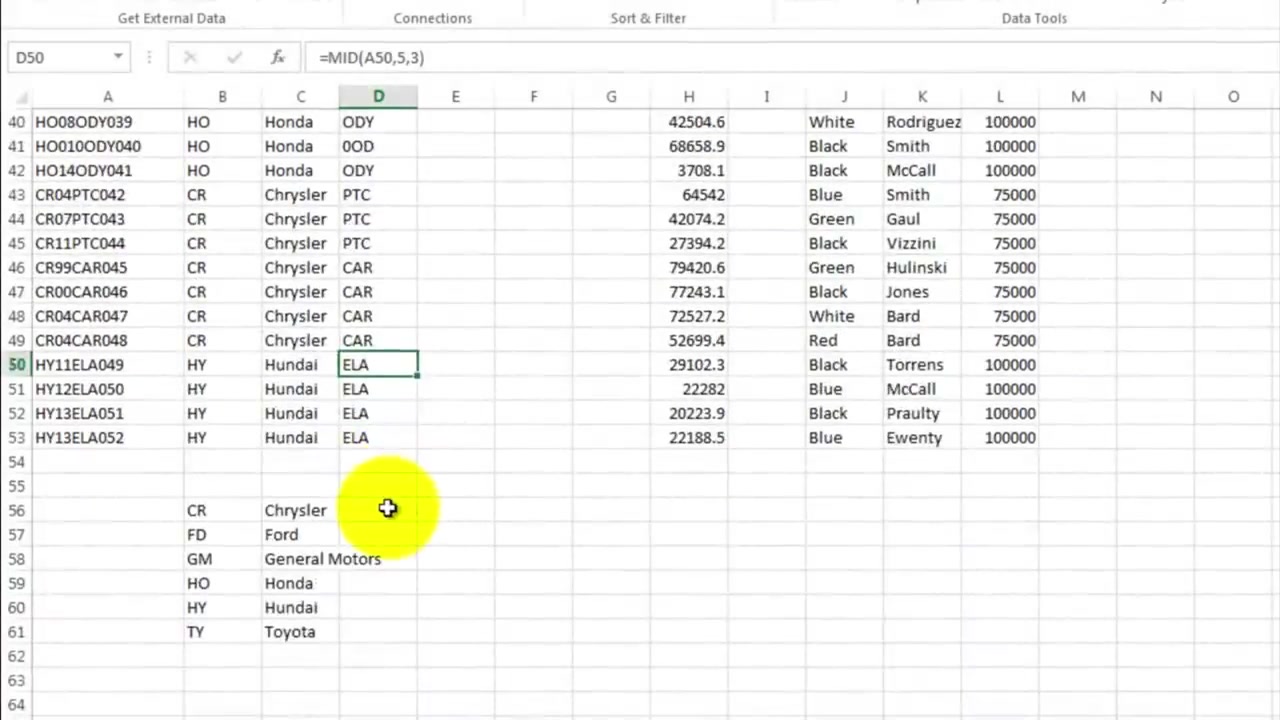 Get External Data Connections Sort & Filter Data Tools
D50 fx =MID(A50,5,3)
A B C D E F G H I J K L M N O
40 HO08ODY039 HO Honda ODY 42504.6 White Rodriguez 100000
41 HO010ODY040 HO Honda 0OD 68658.9 Black Smith 100000
42 HO14ODY041 HO Honda ODY 3708.1 Black McCall 100000
43 CR04PTC042 CR Chrysler PTC 64542 Blue Smith 75000
44 CR07PTC043 CR Chrysler PTC 42074.2 Green Gaul 75000
45 CR11PTC044 CR Chrysler PTC 27394.2 Black Vizzini 75000
46 CR99CAR045 CR Chrysler CAR 79420.6 Green Hulinski 75000
47 CR00CAR046 CR Chrysler CAR 77243.1 Black Jones 75000
48 CR04CAR047 CR Chrysler CAR 72527.2 White Bard 75000
49 CR04CAR048 CR Chrysler CAR 52699.4 Red Bard 75000
50 HY11ELA049 HY Hundai ELA 29102.3 Black Torrens 100000
51 HY12ELA050 HY Hundai ELA 22282 Blue McCall 100000
52 HY13ELA051 HY Hundai ELA 20223.9 Black Praulty 100000
53 HY13ELA052 HY Hundai ELA 22188.5 Blue Ewenty 100000
54
55
56 CR Chrysler
57 FD Ford
58 GM General Motors
59 HO Honda
60 HY Hundai
61 TY Toyota
62
63
64